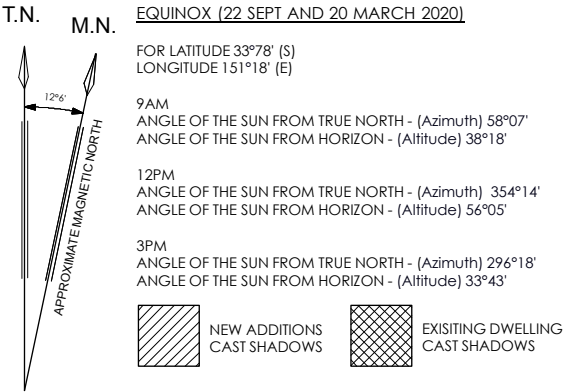 T.N.
M.N.
12°6'
APPROXIMATE MAGNETIC NORTH
EQUINOX (22 SEPT AND 20 MARCH 2020)
FOR LATITUDE 33°78' (S)
LONGITUDE 151°18' (E)
9AM
ANGLE OF THE SUN FROM TRUE NORTH - (Azimuth) 58°07'
ANGLE OF THE SUN FROM HORIZON - (Altitude) 38°18'
12PM
ANGLE OF THE SUN FROM TRUE NORTH - (Azimuth) 354°14'
ANGLE OF THE SUN FROM HORIZON - (Altitude) 56°05'
3PM
ANGLE OF THE SUN FROM TRUE NORTH - (Azimuth) 296°18'
ANGLE OF THE SUN FROM HORIZON - (Altitude) 33°43'
NEW ADDITIONS
CAST SHADOWS
EXISITING DWELLING
CAST SHADOWS